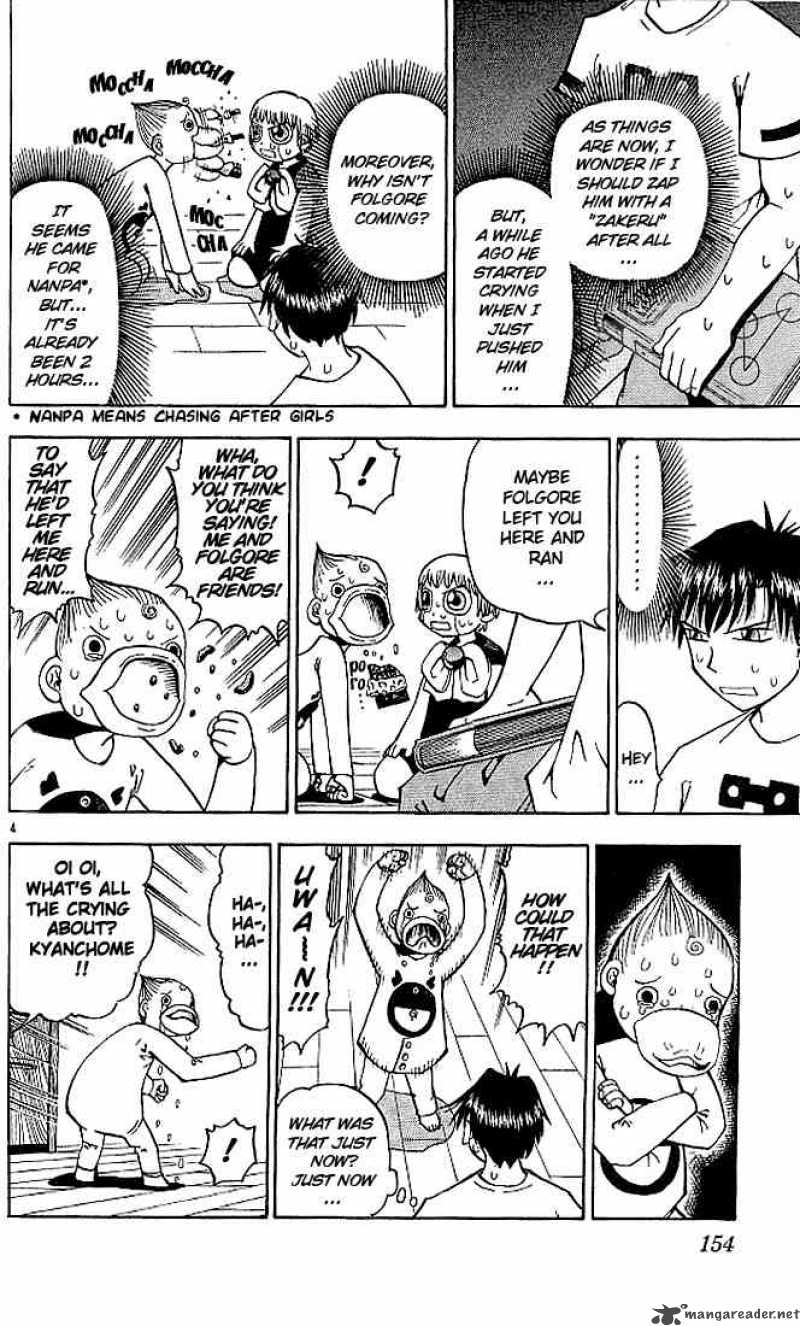 AS THINGS
ARE NOW, I
WONDER IF I
SHOULD ZAP
HIM WITH A
"ZAKERU"
AFTER ALL
...
BUT,
A WHILE
AGO HE
STARTED
CRYING
WHEN I
JUST
PUSHED
HIM
...
MOREOVER,
WHY ISN'T
FOLGORE
COMING?
MOCCHA
MOCCHA
MOCCHA
MOC
CHA
IT
SEEMS
HE CAME
FOR
NANPA*,
BUT...
IT'S
ALREADY
BEEN 2
HOURS...
* NANPA MEANS CHASING AFTER GIRLS
.........
HEY
...
MAYBE
FOLGORE
LEFT YOU
HERE AND
RAN
...
!
PO
RO
WHA,
WHAT DO
YOU THINK
YOU'RE
SAYING!
ME AND
FOLGORE
ARE
FRIENDS!
TO
SAY
THAT
HE'D
LEFT
ME
HERE
AND
RUN...
4
HOW
COULD
THAT
HAPPEN
!!
UWA~N!!!
WHAT WAS
THAT JUST
NOW?
JUST NOW
...
HA-,
HA-,
HA-
...
OI OI,
WHAT'S ALL
THE CRYING
ABOUT?
KYANCHOME
!!
!
154
mangareader.net